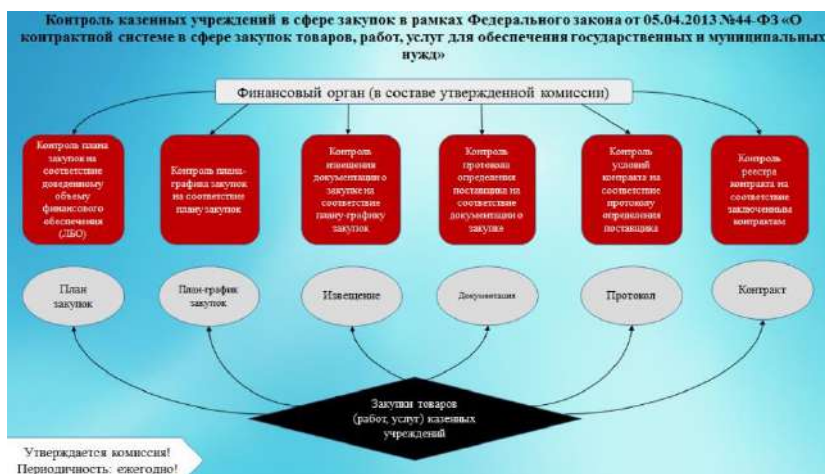 Контроль казенных учреждений в сфере закупок в рамках Федерального закона от 05.04.2013 №44-ФЗ «О
контрактной системе в сфере закупок товаров, работ, услуг для обеспечения государственных и муниципальных
нужд»
Финансовый орган (в составе утвержденной комиссии)
Контроль плана
закупок на
соответствие
доведенному
объему
финансового
обеспечения
(ЛБО)
Контроль плана-
графика закупок
на соответствие
плану закупок
Контроль
извещения
документации о
закупке на
соответствие
плану-графику
закупок
Контроль
протокола
определения
поставщика на
соответствие
документации о
закупке
Контроль
условий
контракта на
соответствие
протоколу
определения
поставщика
Контроль
реестра
контракта на
соответствие
заключенным
контрактам
План
закупок
План-график
закупок
Извещение
Документация
Протокол
Контракт
Закупки товаров
(работ, услуг) казенных
учреждений
Утверждается комиссия!
Периодичность: ежегодно!